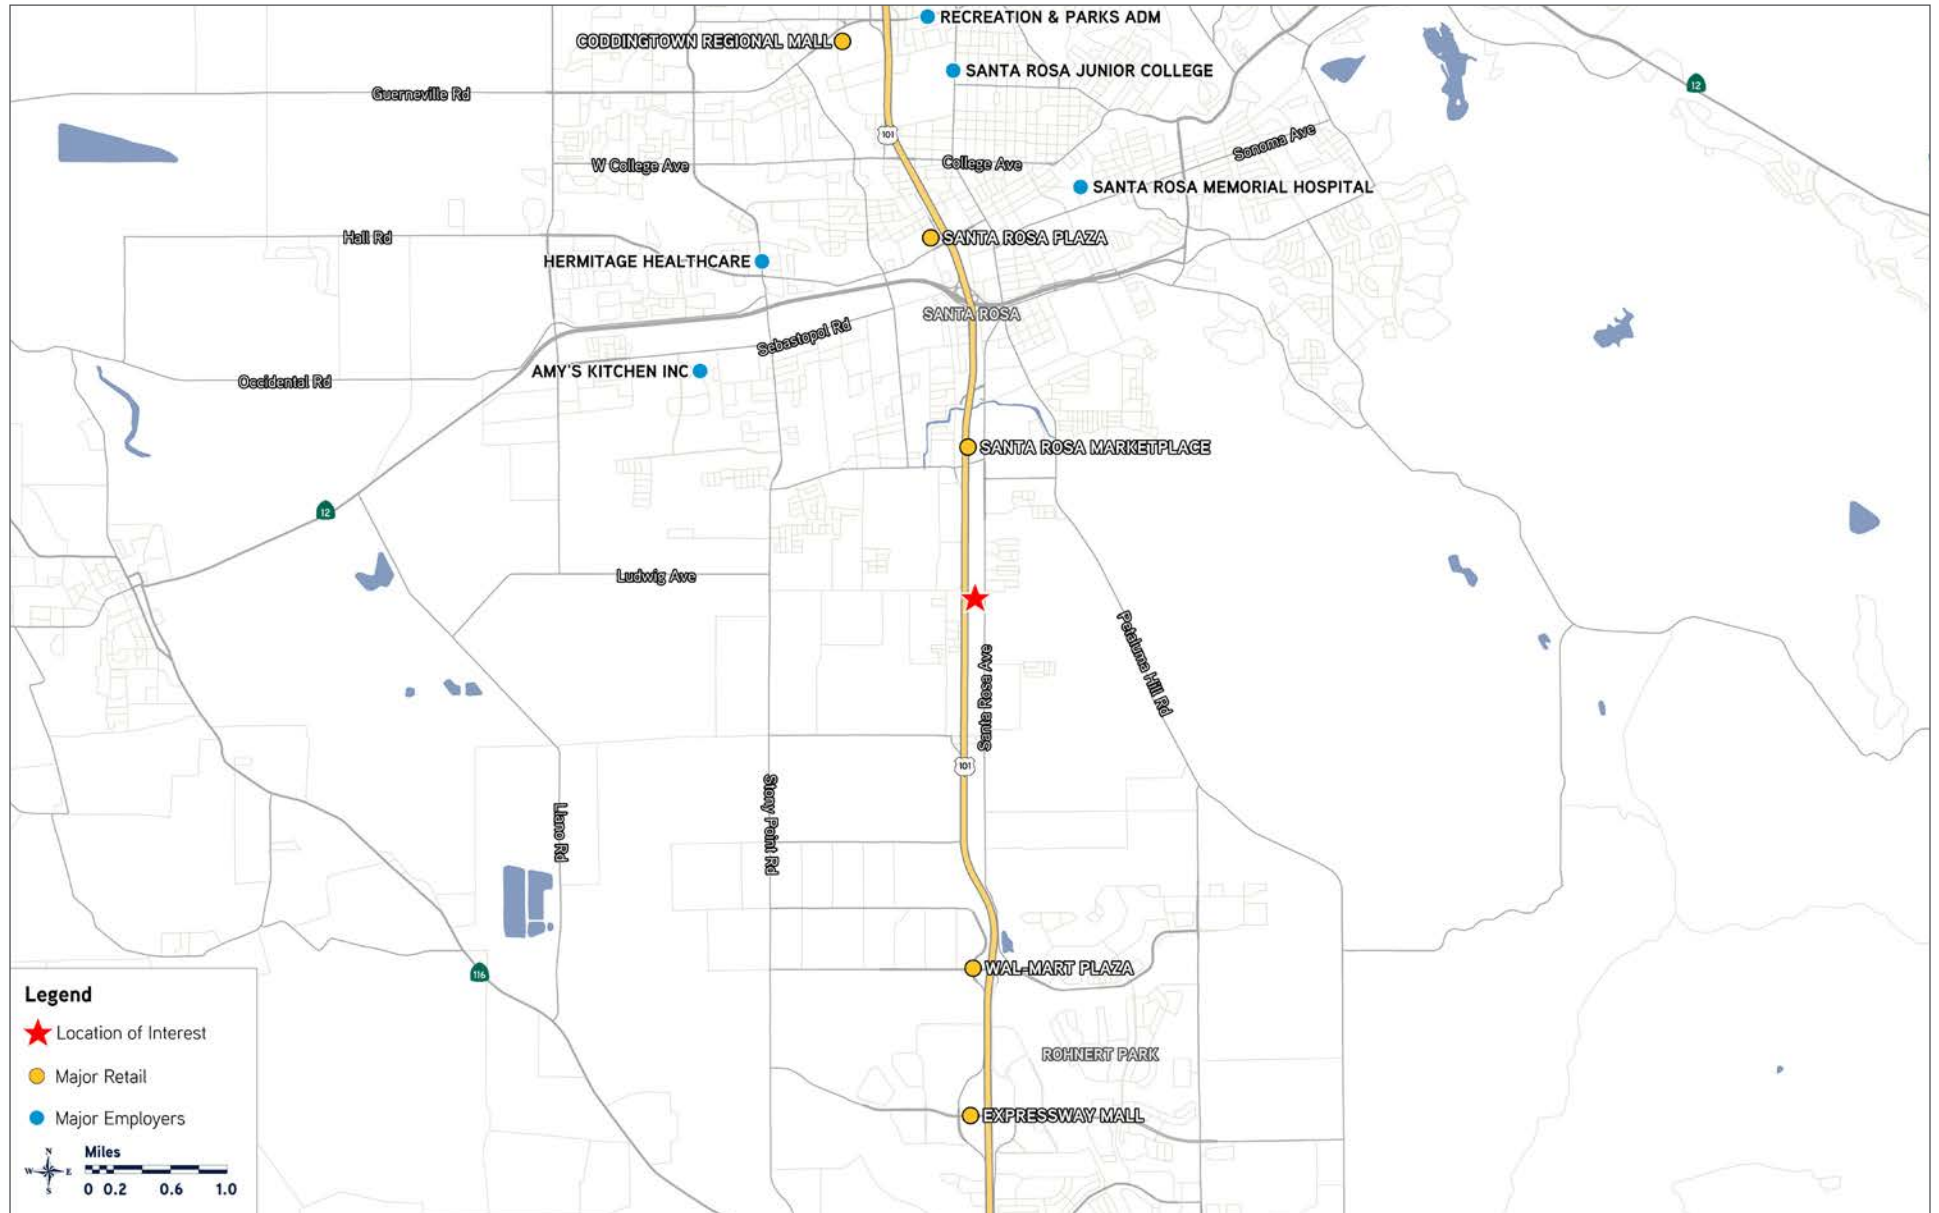 RECREATION & PARKS ADM
CODDINGTOWN REGIONAL MALL
SANTA ROSA JUNIOR COLLEGE
12
Guerneville Rd
101
Sonoma Ave
W College Ave
College Ave
SANTA ROSA MEMORIAL HOSPITAL
Hall Rd
SANTA ROSA PLAZA
HERMITAGE HEALTHCARE
SANTA ROSA
Sebastopol Rd
AMY'S KITCHEN INC
Occidental Rd
SANTA ROSA MARKETPLACE
12
Ludwig Ave
Petaluma Hill Rd
Santa Rosa Ave
101
Stony Point Rd
Llano Rd
116
WAL-MART PLAZA
ROHNERT PARK
EXPRESSWAY MALL
Legend
Location of Interest
Major Retail
Major Employers
N
W E
S
Miles
0 0.2 0.6 1.0